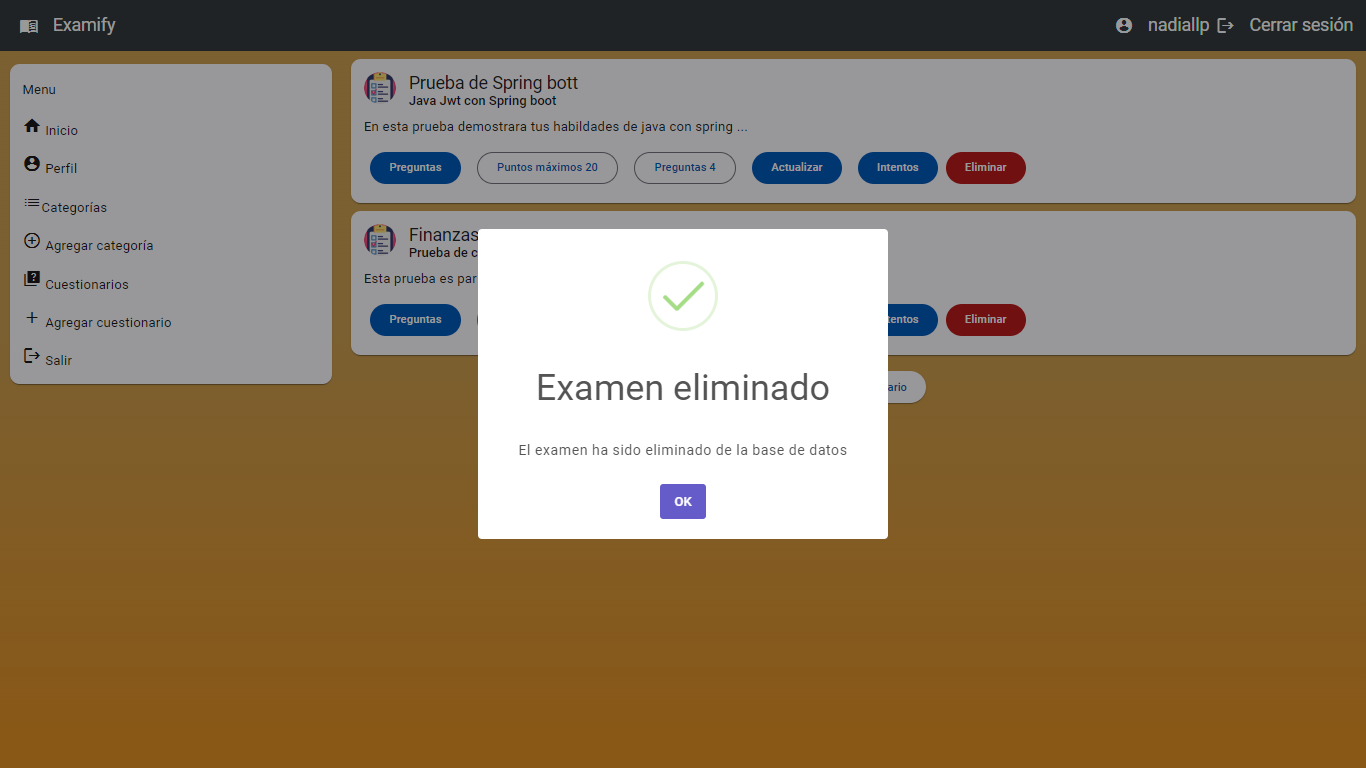 Examify
nadiallp
Cerrar sesión
Menu
Inicio
Perfil
Categorías
Agregar categoría
Cuestionarios
Agregar cuestionario
Salir
Prueba de Spring bott
Java Jwt con Spring boot
En esta prueba demostrara tus habildades de java con spring ...
Preguntas
Puntos máximos 20
Preguntas 4
Actualizar
Intentos
Eliminar
Finanzas
Prueba de
Esta prueba es par
Preguntas
Eliminar
Examen eliminado
El examen ha sido eliminado de la base de datos
OK